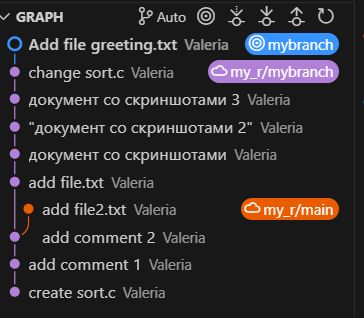 GRAPH Auto
Add file greeting.txt Valeria mybranch
change sort.c Valeria my_r/mybranch
документ со скриншотами 3 Valeria
"документ со скриншотами 2" Valeria
документ со скриншотами Valeria
add file.txt Valeria
add file2.txt Valeria my_r/main
add comment 2 Valeria
add comment 1 Valeria
create sort.c Valeria